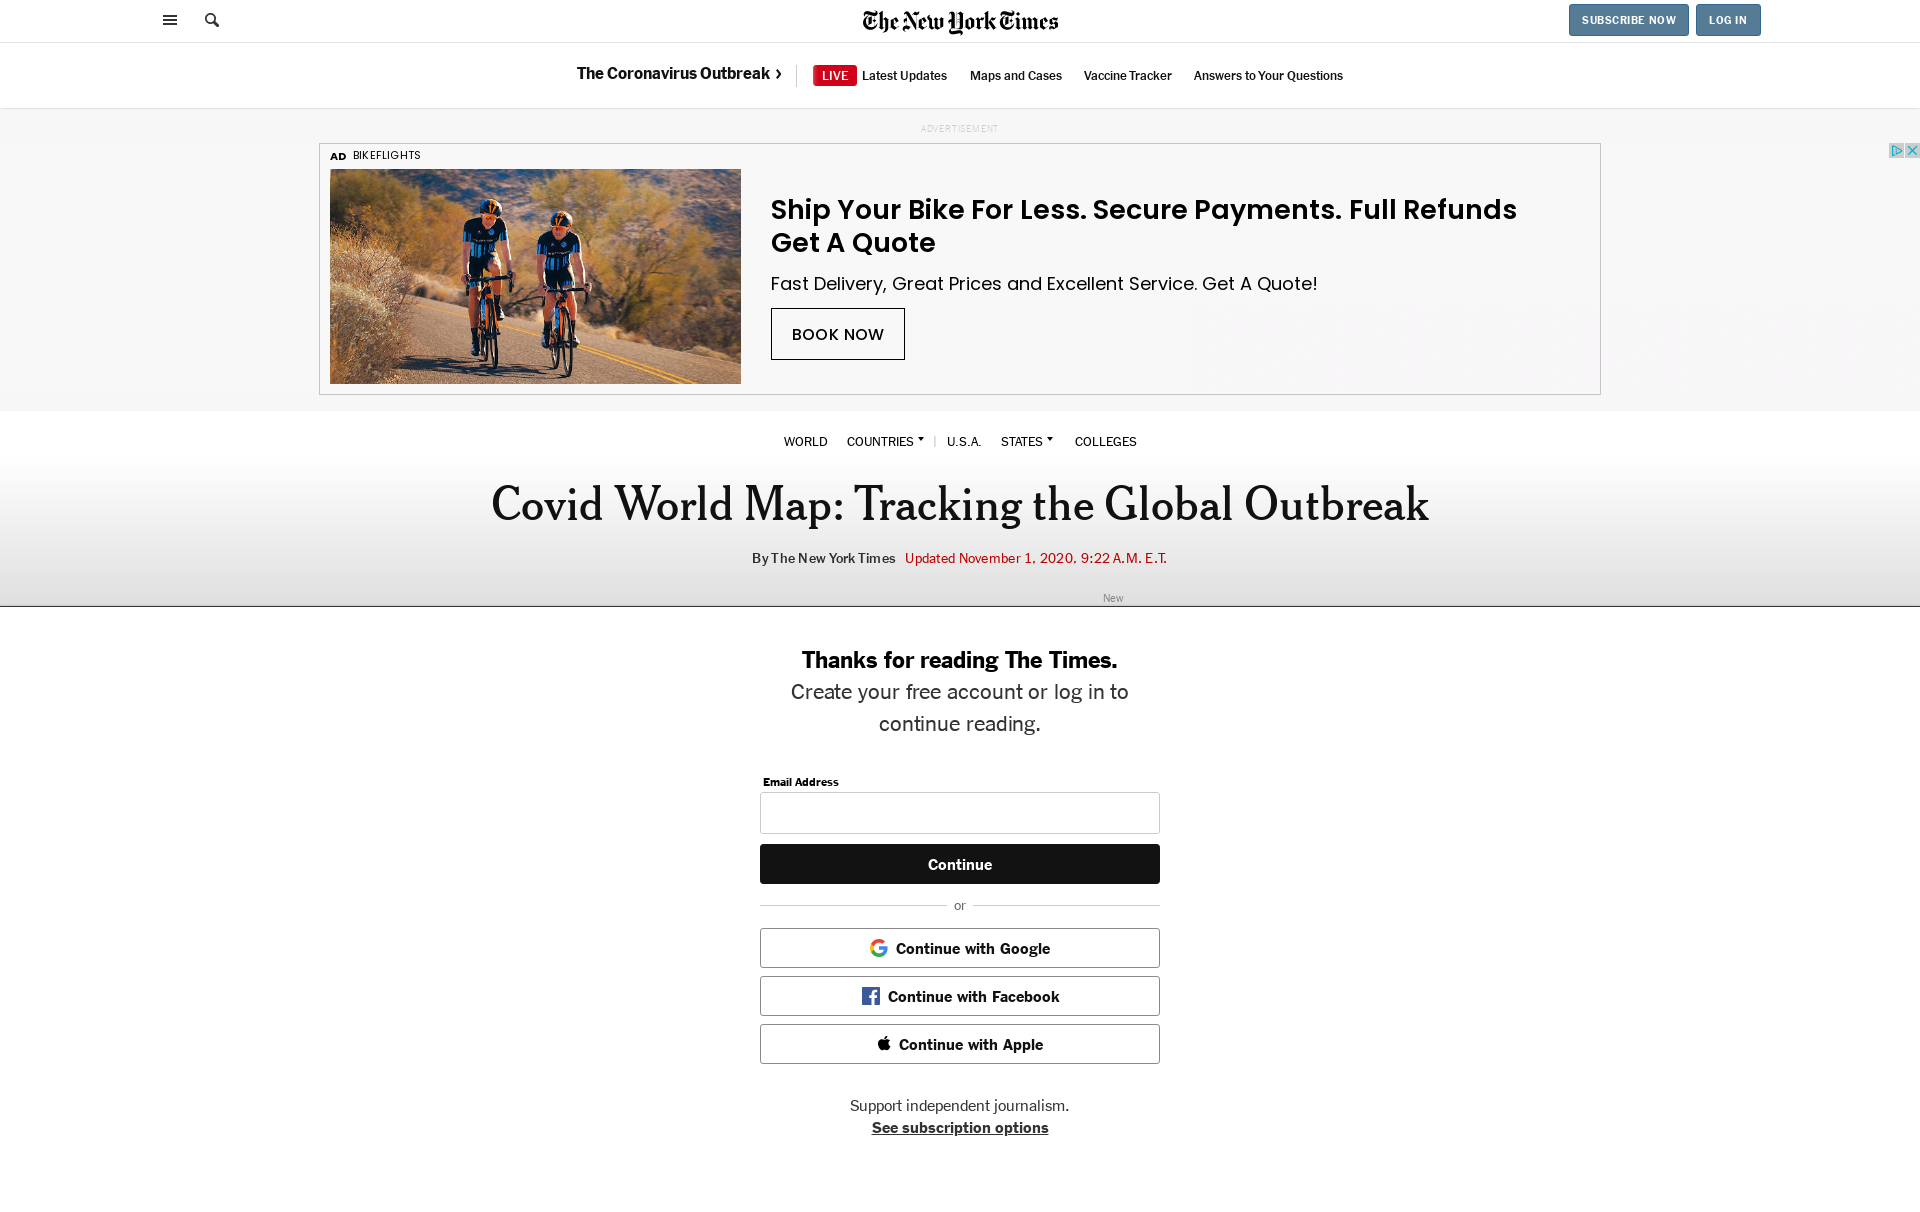 The New York Times
SUBSCRIBE NOW
LOG IN
The Coronavirus Outbreak ›
LIVE Latest Updates
Maps and Cases
Vaccine Tracker
Answers to Your Questions
ADVERTISEMENT
AD BIKEFLIGHTS
Ship Your Bike For Less. Secure Payments. Full Refunds
Get A Quote
Fast Delivery, Great Prices and Excellent Service. Get A Quote!
BOOK NOW
WORLD COUNTRIES | U.S.A. STATES COLLEGES
Covid World Map: Tracking the Global Outbreak
By The New York Times Updated November 1, 2020, 9:22 A.M. E.T.
New
Thanks for reading The Times.
Create your free account or log in to
continue reading.
Email Address
Continue
or
Continue with Google
Continue with Facebook
Continue with Apple
Support independent journalism.
See subscription options